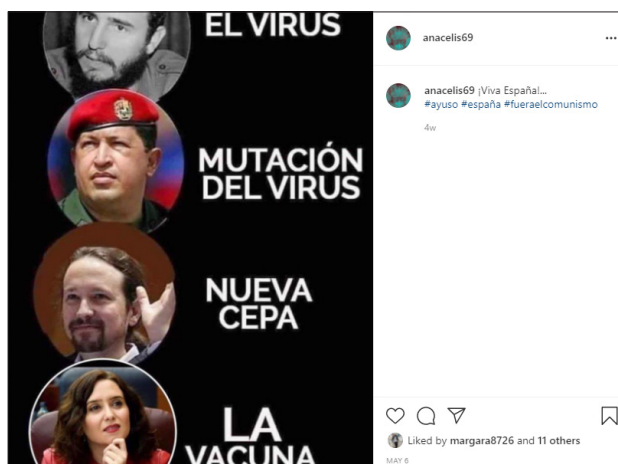 EL VIRUS
MUTACIÓN
DEL VIRUS
NUEVA
CEPA
LA
VACUNA
anacelis69
anacelis69 ¡Viva España!...
#ayuso #españa #fueraelcomunismo
4w
Liked by margara8726 and 11 others
MAY 6